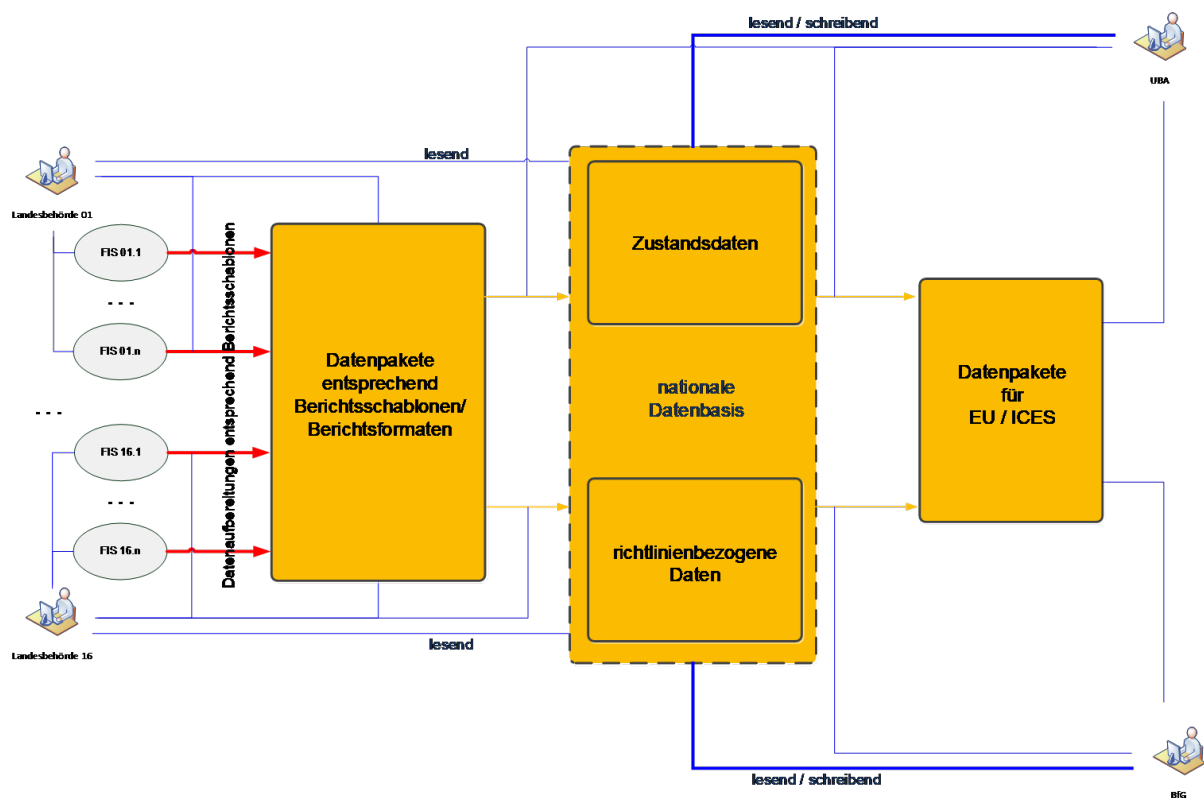 lesend / schreibend
UBA
lesend
Landesbehörde 01
FIS 01.1
- - -
FIS 01.n
- - -
FIS 16.1
- - -
FIS 16.n
Landesbehörde 16
Datenaufbereitungen entsprechend Berichtsschablonen
Datenpakete
entsprechend
Berichtsschablonen/
Berichtsformaten
Zustandsdaten
nationale
Datenbasis
richtlinienbezogene
Daten
Datenpakete
für
EU / ICES
lesend
lesend / schreibend
BfG